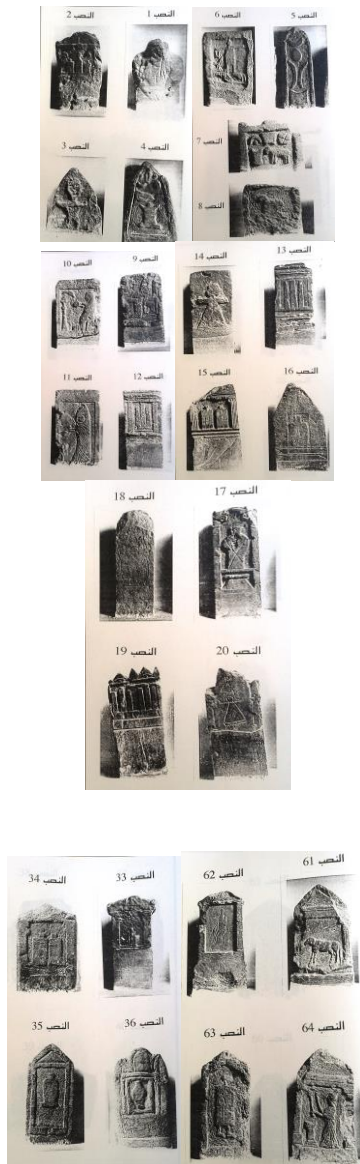 النصب 1
النصب 2
النصب 3
النصب 4
النصب 5
النصب 6
النصب 7
النصب 8
النصب 9
النصب 10
النصب 11
النصب 12
النصب 13
النصب 14
النصب 15
النصب 16
النصب 17
النصب 18
النصب 19
النصب 20
النصب 33
النصب 34
النصب 35
النصب 36
النصب 61
النصب 62
النصب 63
النصب 64